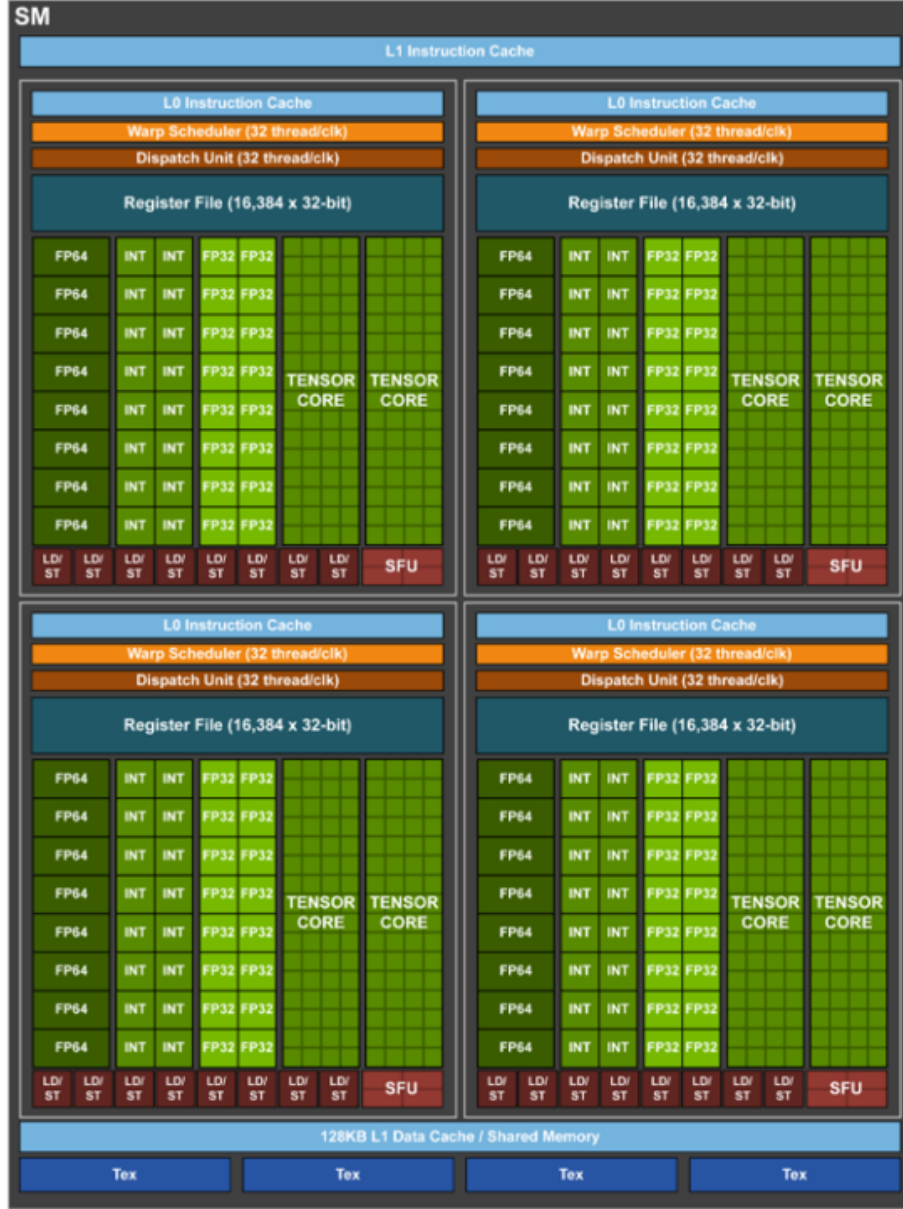 SM
L1 Instruction Cache
L0 Instruction Cache
Warp Scheduler (32 thread/clk)
Dispatch Unit (32 thread/clk)
Register File (16,384 x 32-bit)
FP64 INT INT FP32 FP32
FP64 INT INT FP32 FP32
FP64 INT INT FP32 FP32
FP64 INT INT FP32 FP32
FP64 INT INT FP32 FP32
FP64 INT INT FP32 FP32
FP64 INT INT FP32 FP32
FP64 INT INT FP32 FP32
TENSOR CORE
TENSOR CORE
LD/ST LD/ST LD/ST LD/ST LD/ST LD/ST LD/ST LD/ST SFU
L0 Instruction Cache
Warp Scheduler (32 thread/clk)
Dispatch Unit (32 thread/clk)
Register File (16,384 x 32-bit)
FP64 INT INT FP32 FP32
FP64 INT INT FP32 FP32
FP64 INT INT FP32 FP32
FP64 INT INT FP32 FP32
FP64 INT INT FP32 FP32
FP64 INT INT FP32 FP32
FP64 INT INT FP32 FP32
FP64 INT INT FP32 FP32
TENSOR CORE
TENSOR CORE
LD/ST LD/ST LD/ST LD/ST LD/ST LD/ST LD/ST LD/ST SFU
L0 Instruction Cache
Warp Scheduler (32 thread/clk)
Dispatch Unit (32 thread/clk)
Register File (16,384 x 32-bit)
FP64 INT INT FP32 FP32
FP64 INT INT FP32 FP32
FP64 INT INT FP32 FP32
FP64 INT INT FP32 FP32
FP64 INT INT FP32 FP32
FP64 INT INT FP32 FP32
FP64 INT INT FP32 FP32
FP64 INT INT FP32 FP32
TENSOR CORE
TENSOR CORE
LD/ST LD/ST LD/ST LD/ST LD/ST LD/ST LD/ST LD/ST SFU
L0 Instruction Cache
Warp Scheduler (32 thread/clk)
Dispatch Unit (32 thread/clk)
Register File (16,384 x 32-bit)
FP64 INT INT FP32 FP32
FP64 INT INT FP32 FP32
FP64 INT INT FP32 FP32
FP64 INT INT FP32 FP32
FP64 INT INT FP32 FP32
FP64 INT INT FP32 FP32
FP64 INT INT FP32 FP32
FP64 INT INT FP32 FP32
TENSOR CORE
TENSOR CORE
LD/ST LD/ST LD/ST LD/ST LD/ST LD/ST LD/ST LD/ST SFU
128KB L1 Data Cache / Shared Memory
Tex Tex Tex Tex